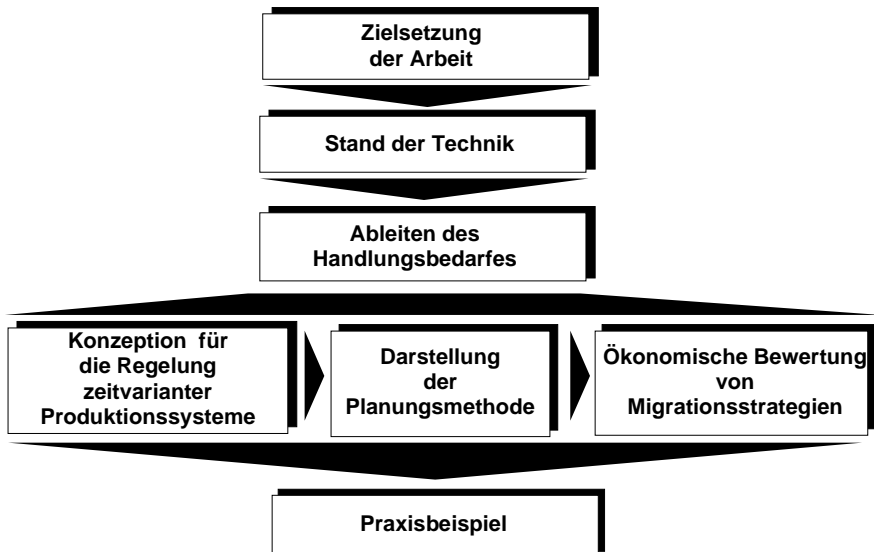 Zielsetzung
der Arbeit
Stand der Technik
Ableiten des
Handlungsbedarfes
Konzeption für
die Regelung
zeitvarianter
Produktionssysteme
Darstellung
der
Planungsmethode
Ökonomische Bewertung
von
Migrationsstrategien
Praxisbeispiel